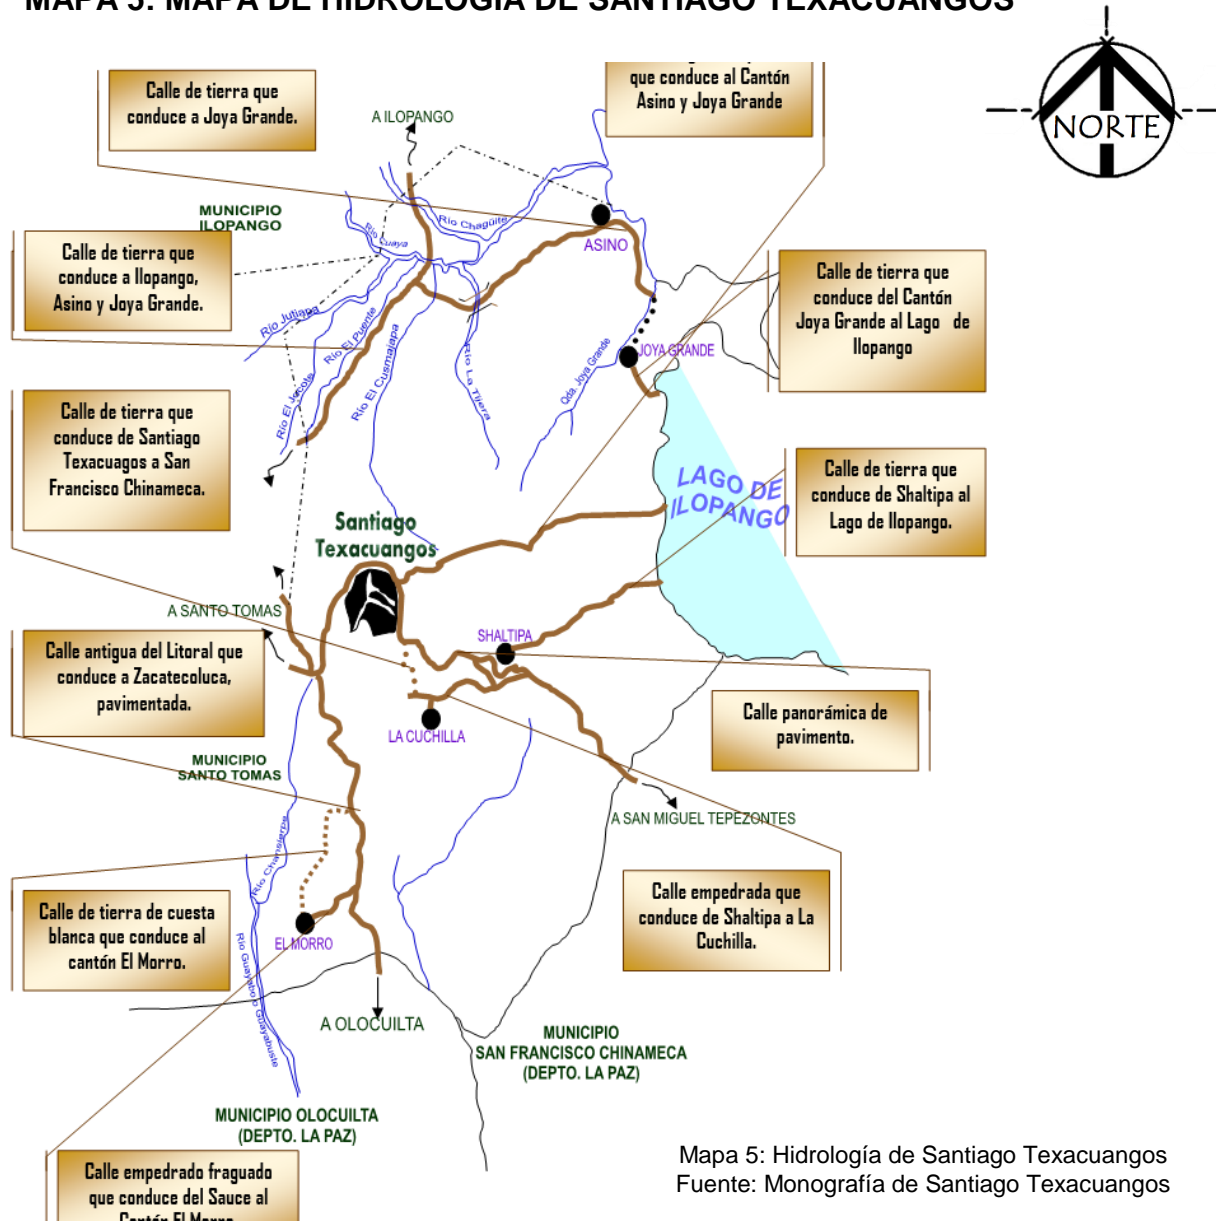 MAPA 5: MAPA DE HIDROLOGÍA DE SANTIAGO TEXACUANGOS
NORTE
Calle de tierra que
conduce a Joya Grande.
que conduce al Cantón
Asino y Joya Grande
A ILOPANGO
MUNICIPIO
ILOPANGO
Río Chagüite
Río Cuaya
ASINO
Calle de tierra que
conduce a Ilopango,
Asino y Joya Grande.
Calle de tierra que
conduce del Cantón
Joya Grande al Lago de
Ilopango
Río Jutiapa
Río El Puente
Río El Jocote
Río El Cusmajapa
Río La Tijera
Qda. Joya Grande
JOYA GRANDE
Calle de tierra que
conduce de Santiago
Texacuagos a San
Francisco Chinameca.
LAGO DE
ILOPANGO
Calle de tierra que
conduce de Shaltipa al
Lago de Ilopango.
Santiago
Texacuangos
A SANTO TOMAS
SHALTIPA
Calle antigua del Litoral que
conduce a Zacatecoluca,
pavimentada.
Calle panorámica de
pavimento.
LA CUCHILLA
MUNICIPIO
SANTO TOMAS
A SAN MIGUEL TEPEZONTES
Río Chansierpe
Calle de tierra de cuesta
blanca que conduce al
cantón El Morro.
Calle empedrada que
conduce de Shaltipa a La
Cuchilla.
EL MORRO
Río Guayabo o Guayabuste
A OLOCUILTA
MUNICIPIO
SAN FRANCISCO CHINAMECA
(DEPTO. LA PAZ)
MUNICIPIO OLOCUILTA
(DEPTO. LA PAZ)
Calle empedrado fraguado
que conduce del Sauce al
Cantón El Morro
Mapa 5: Hidrología de Santiago Texacuangos
Fuente: Monografía de Santiago Texacuangos